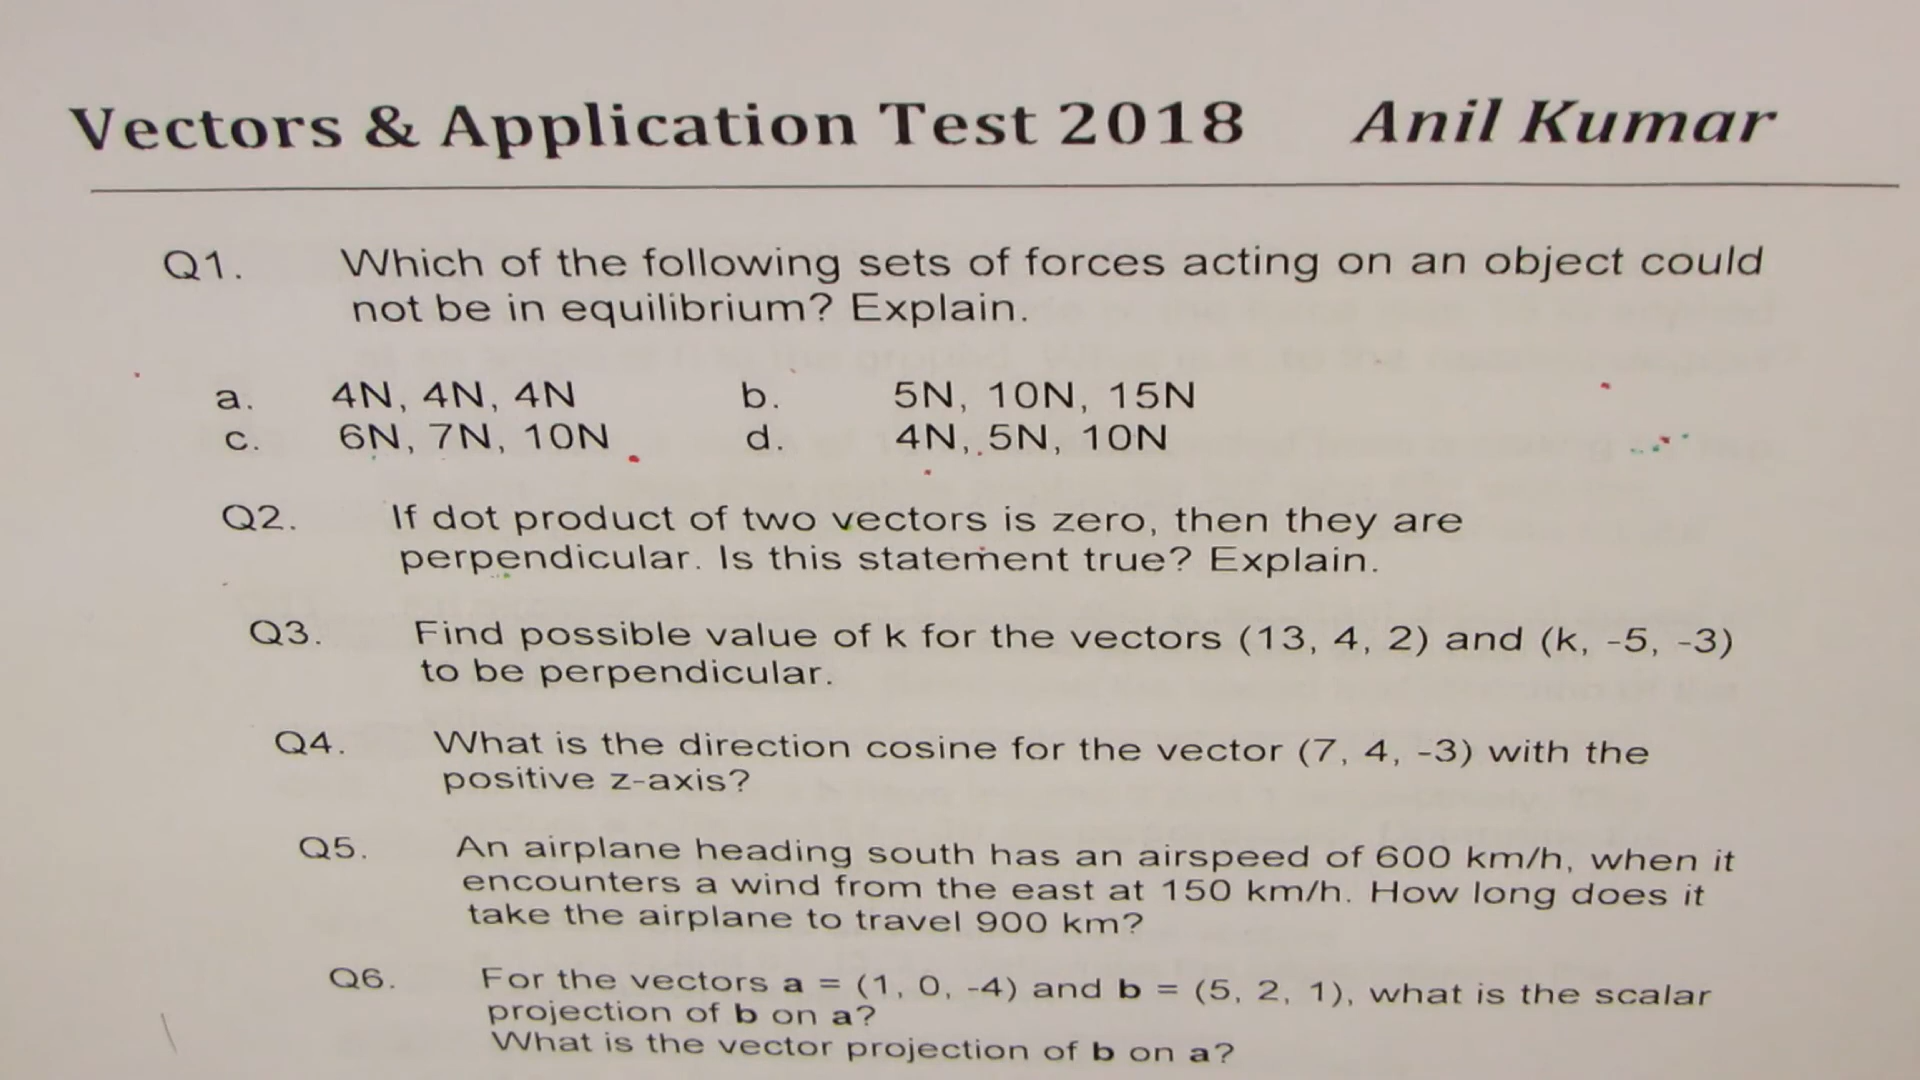 Vectors & Application Test 2018 Anil Kumar
Q1. Which of the following sets of forces acting on an object could
not be in equilibrium? Explain.
a. 4N, 4N, 4N b. 5N, 10N, 15N
c. 6N, 7N, 10N d. 4N, 5N, 10N
Q2. If dot product of two vectors is zero, then they are
perpendicular. Is this statement true? Explain.
Q3. Find possible value of k for the vectors (13, 4, 2) and (k, -5, -3)
to be perpendicular.
Q4. What is the direction cosine for the vector (7, 4, -3) with the
positive z-axis?
Q5. An airplane heading south has an airspeed of 600 km/h, when it
encounters a wind from the east at 150 km/h. How long does it
take the airplane to travel 900 km?
Q6. For the vectors a = (1, 0, -4) and b = (5, 2, 1), what is the scalar
projection of b on a?
What is the vector projection of b on a?